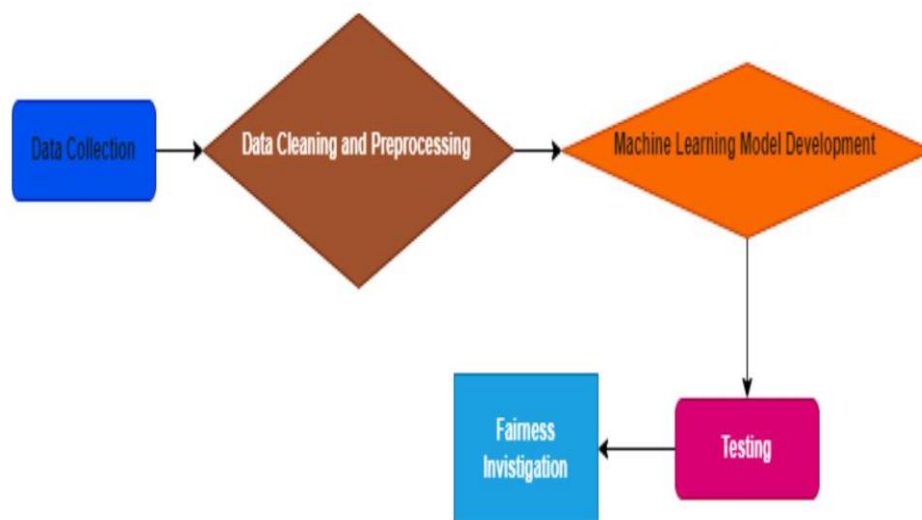 Data Collection
Data Cleaning and Preprocessing
Machine Learning Model Development
Fairness
Invistigation
Testing